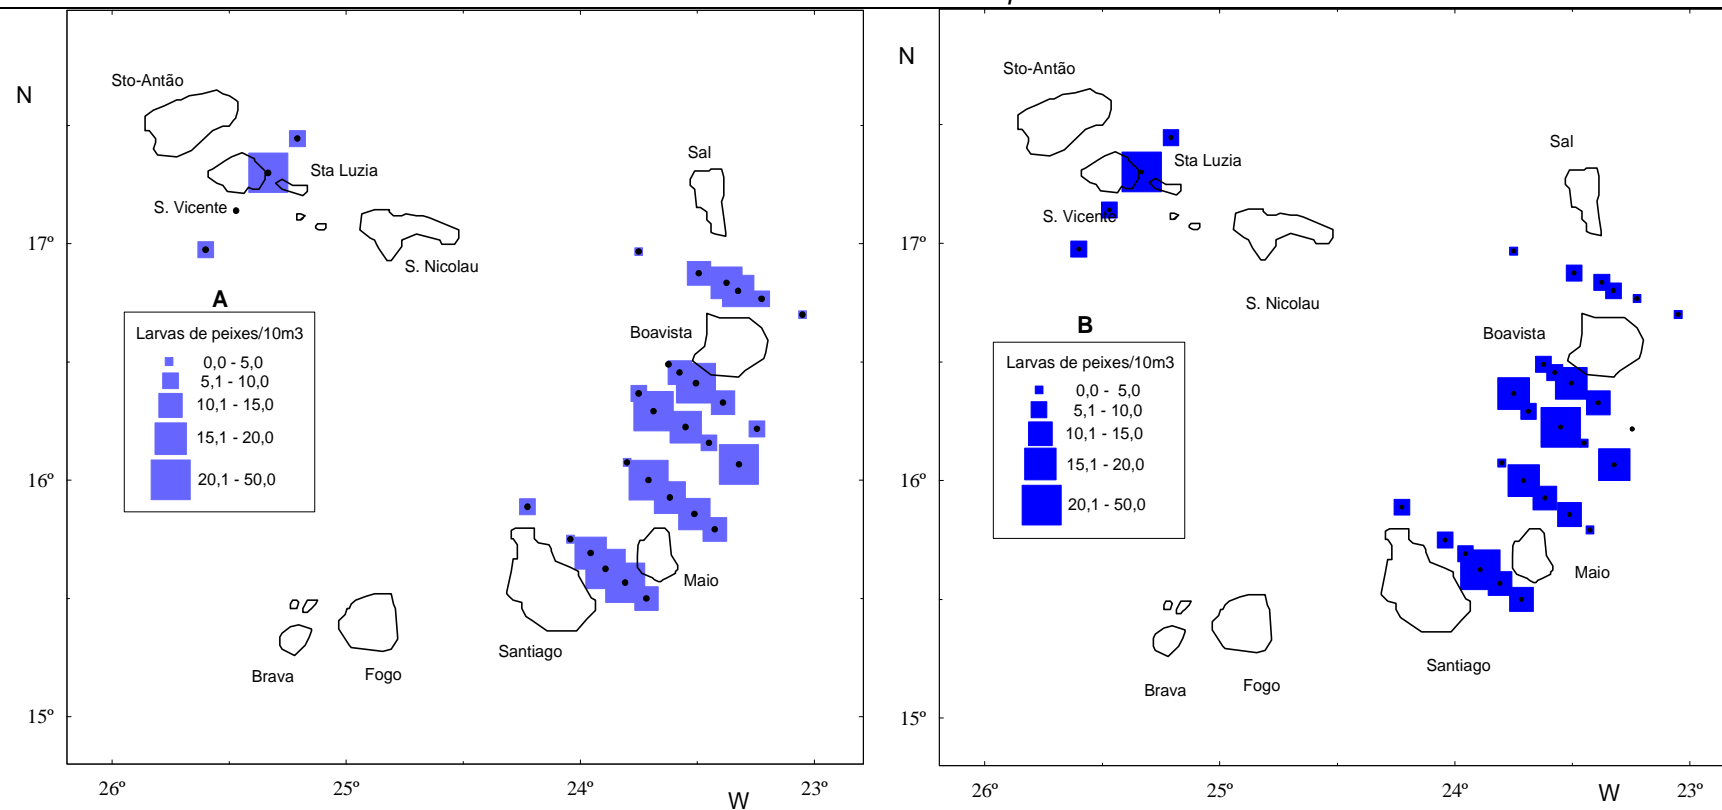 N
Sto-Antão
Sta Luzia
S. Vicente
S. Nicolau
Sal
17º
A
Larvas de peixes/10m3
0,0 - 5,0
5,1 - 10,0
10,1 - 15,0
15,1 - 20,0
20,1 - 50,0
Boavista
16º
Maio
Santiago
Brava
Fogo
15º
26º
25º
24º
23º
W
N
Sto-Antão
Sta Luzia
S. Vicente
S. Nicolau
Sal
17º
B
Larvas de peixes/10m3
0,0 - 5,0
5,1 - 10,0
10,1 - 15,0
15,1 - 20,0
20,1 - 50,0
Boavista
16º
Maio
Santiago
Brava
Fogo
15º
26º
25º
24º
23º
W